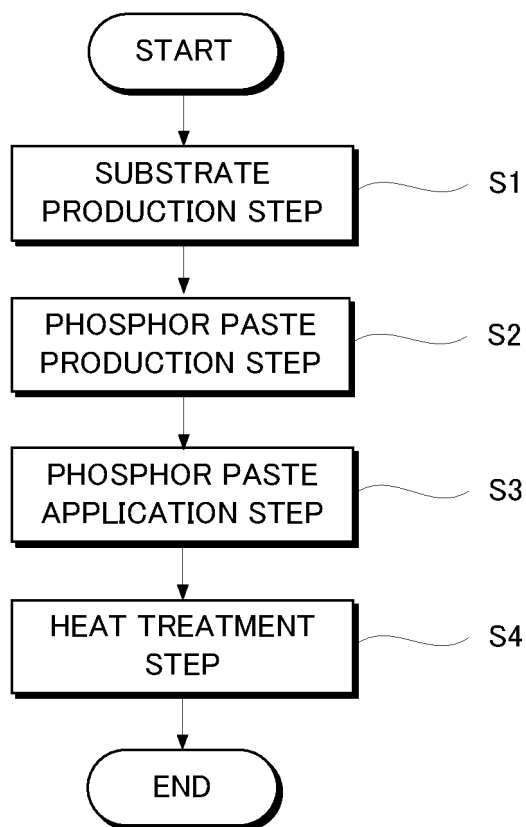 START
SUBSTRATE
PRODUCTION STEP
S1
PHOSPHOR PASTE
PRODUCTION STEP
S2
PHOSPHOR PASTE
APPLICATION STEP
S3
HEAT TREATMENT
STEP
S4
END